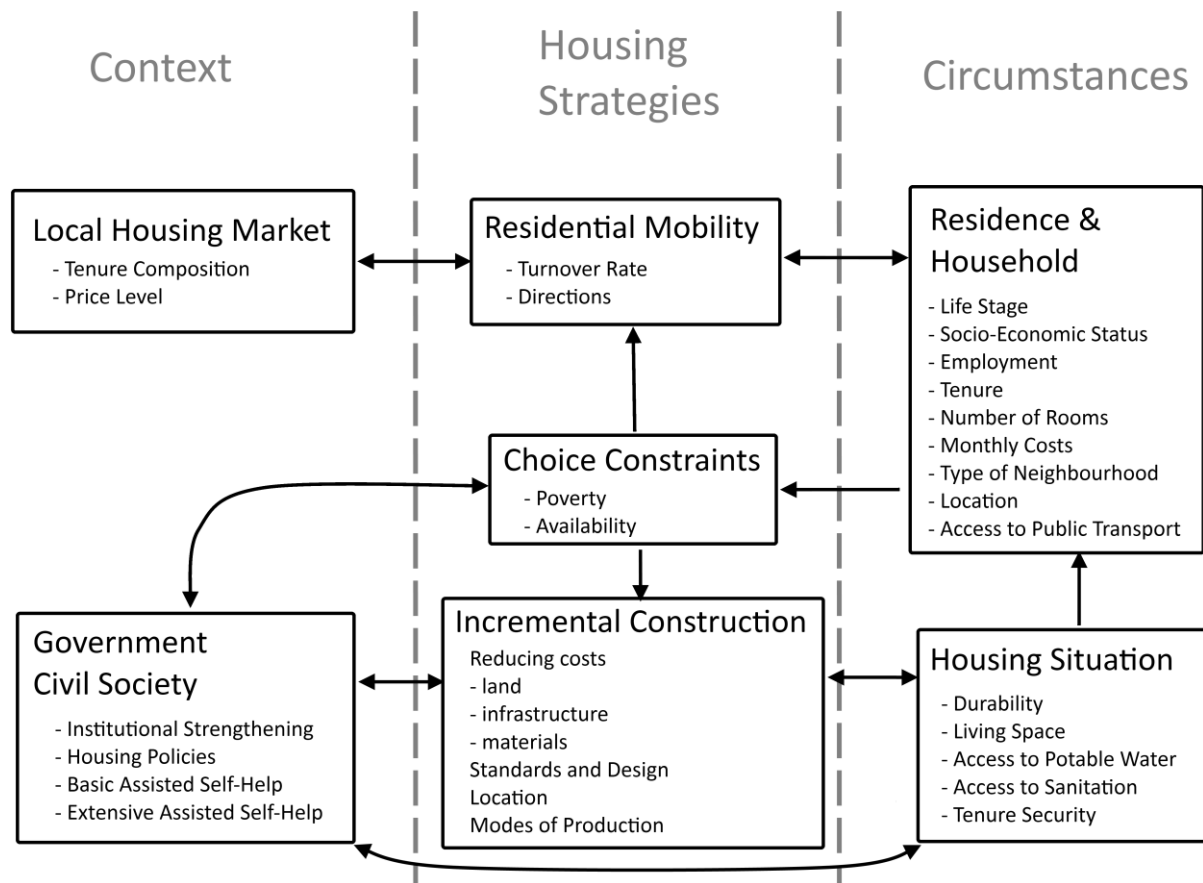 Context
Housing
Strategies
Circumstances
Local Housing Market
- Tenure Composition
- Price Level
Residential Mobility
- Turnover Rate
- Directions
Residence &
Household
- Life Stage
- Socio-Economic Status
- Employment
- Tenure
- Number of Rooms
- Monthly Costs
- Type of Neighbourhood
- Location
- Access to Public Transport
Choice Constraints
- Poverty
- Availability
Government
Civil Society
- Institutional Strengthening
- Housing Policies
- Basic Assisted Self-Help
- Extensive Assisted Self-Help
Incremental Construction
Reducing costs
- land
- infrastructure
- materials
Standards and Design
Location
Modes of Production
Housing Situation
- Durability
- Living Space
- Access to Potable Water
- Access to Sanitation
- Tenure Security